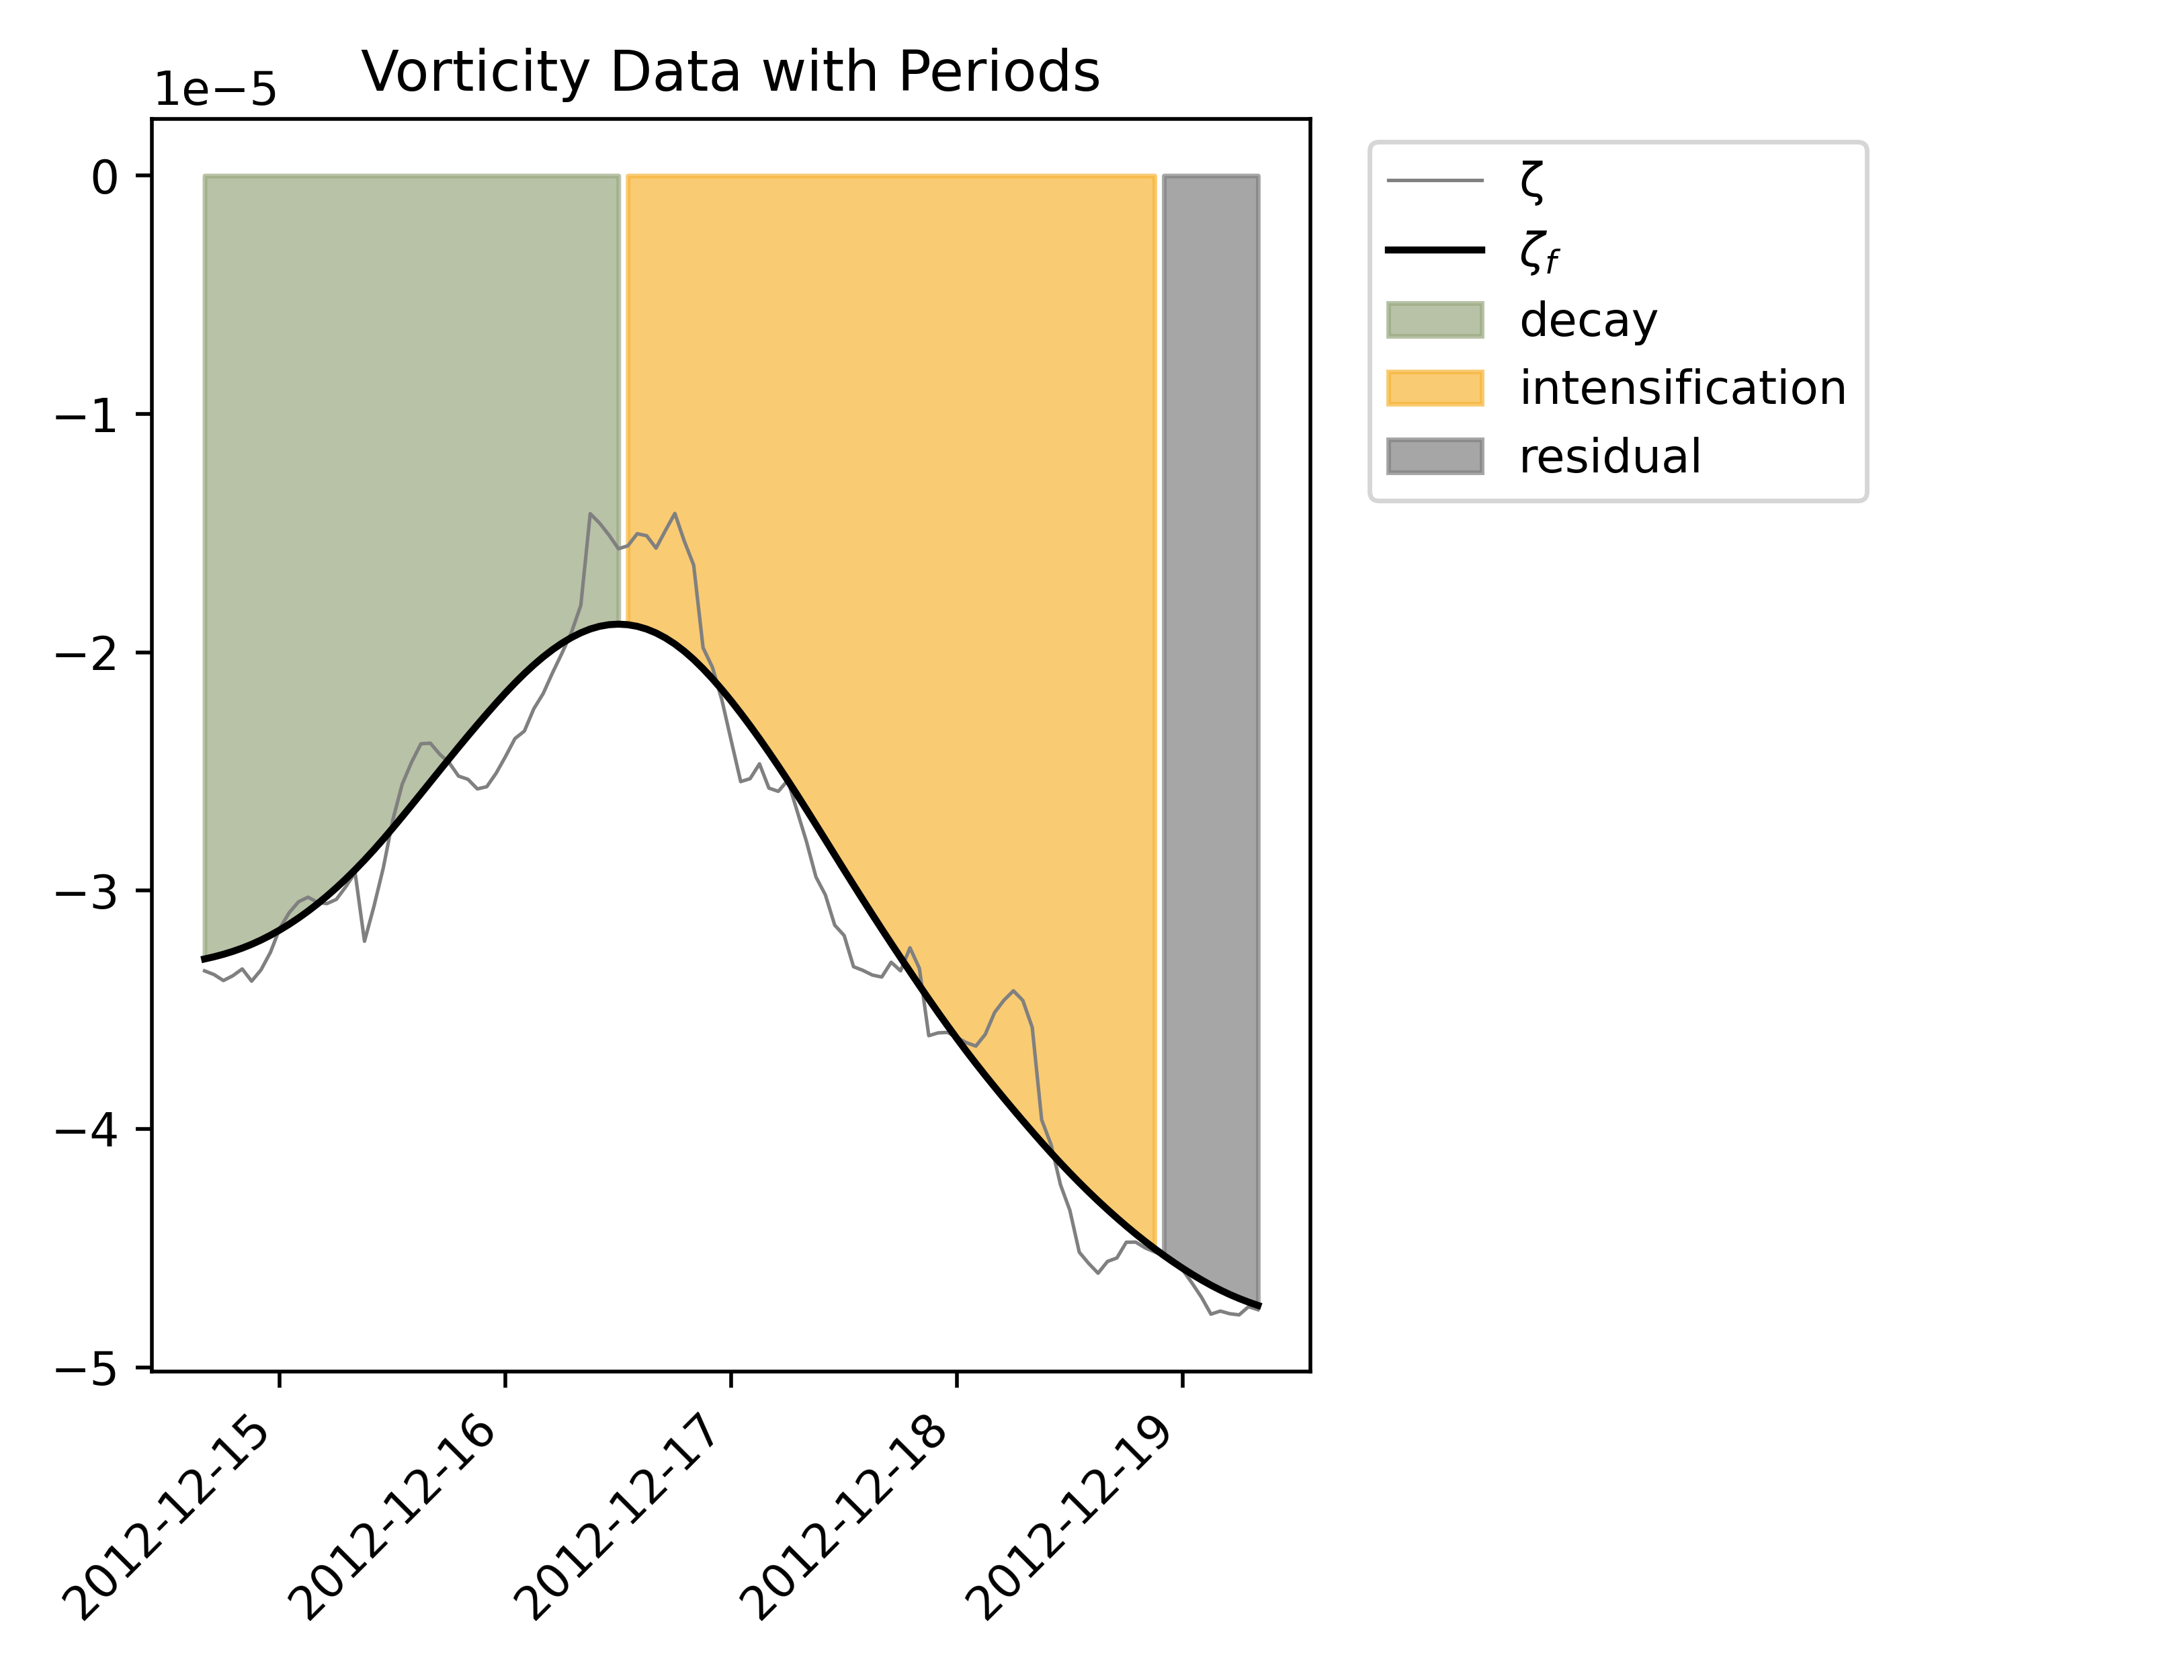 Vorticity Data with Periods
1e−5
0
−1
−2
−3
−4
−5
2012-12-15
2012-12-16
2012-12-17
2012-12-18
2012-12-19
ζ
ζf
decay
intensification
residual